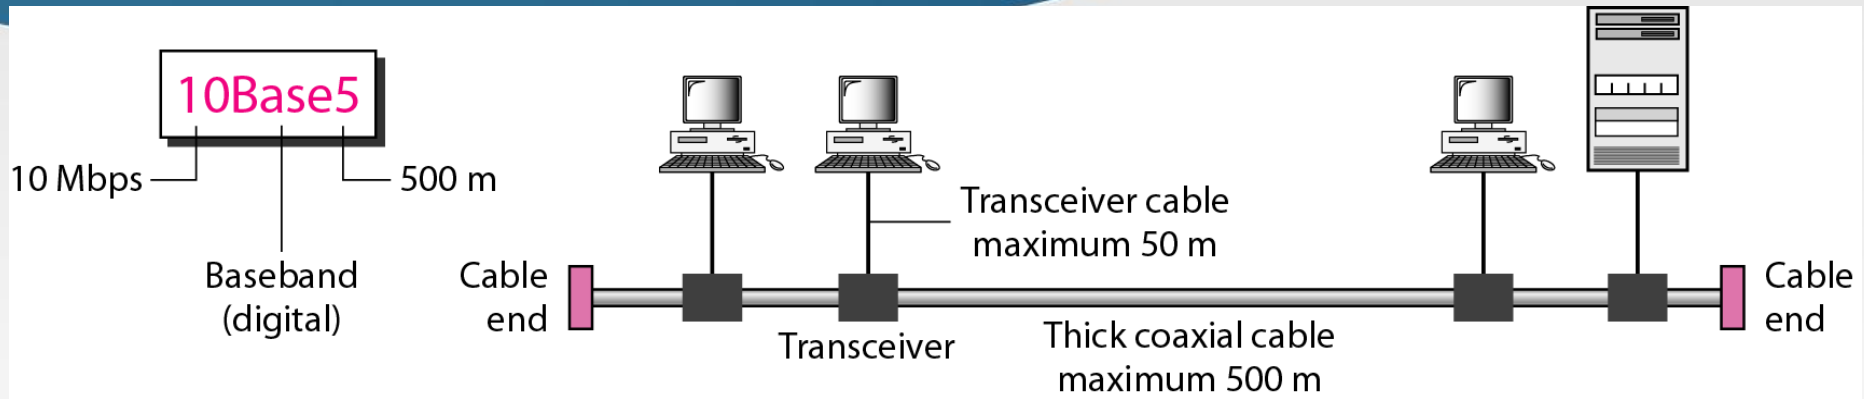 10Base5
10 Mbps
500 m
Baseband
(digital)
Transceiver cable
maximum 50 m
Cable
end
Transceiver
Thick coaxial cable
maximum 500 m
Cable
end